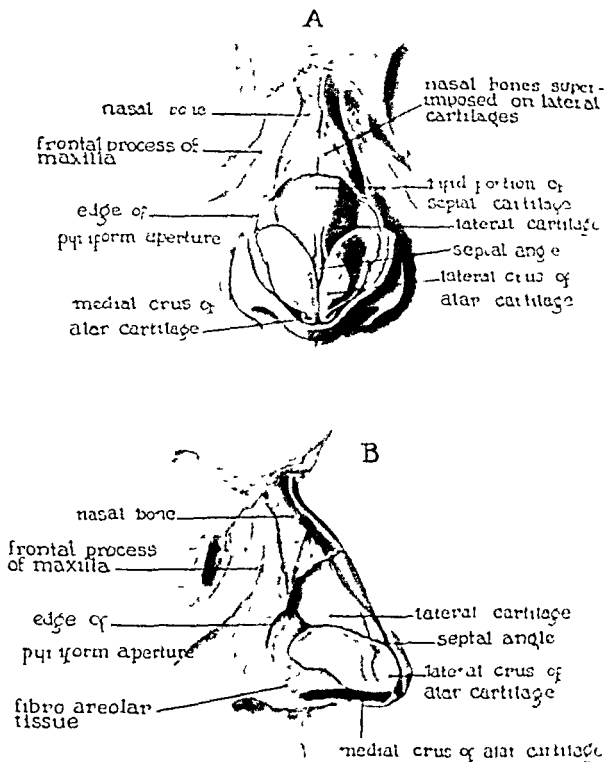 A
nasal bone
frontal process of
maxilla
edge of
pyriform aperture
medial crus of
alar cartilage
nasal bones super-
imposed on lateral
cartilages
portion of
septal cartilage
lateral cartilage
septal angle
lateral crus of
alar cartilage
B
nasal bone
frontal process
of maxilla
edge of
pyriform aperture
fibro areolar
tissue
lateral cartilage
septal angle
lateral crus of
alar cartilage
medial crus of alar cartilage